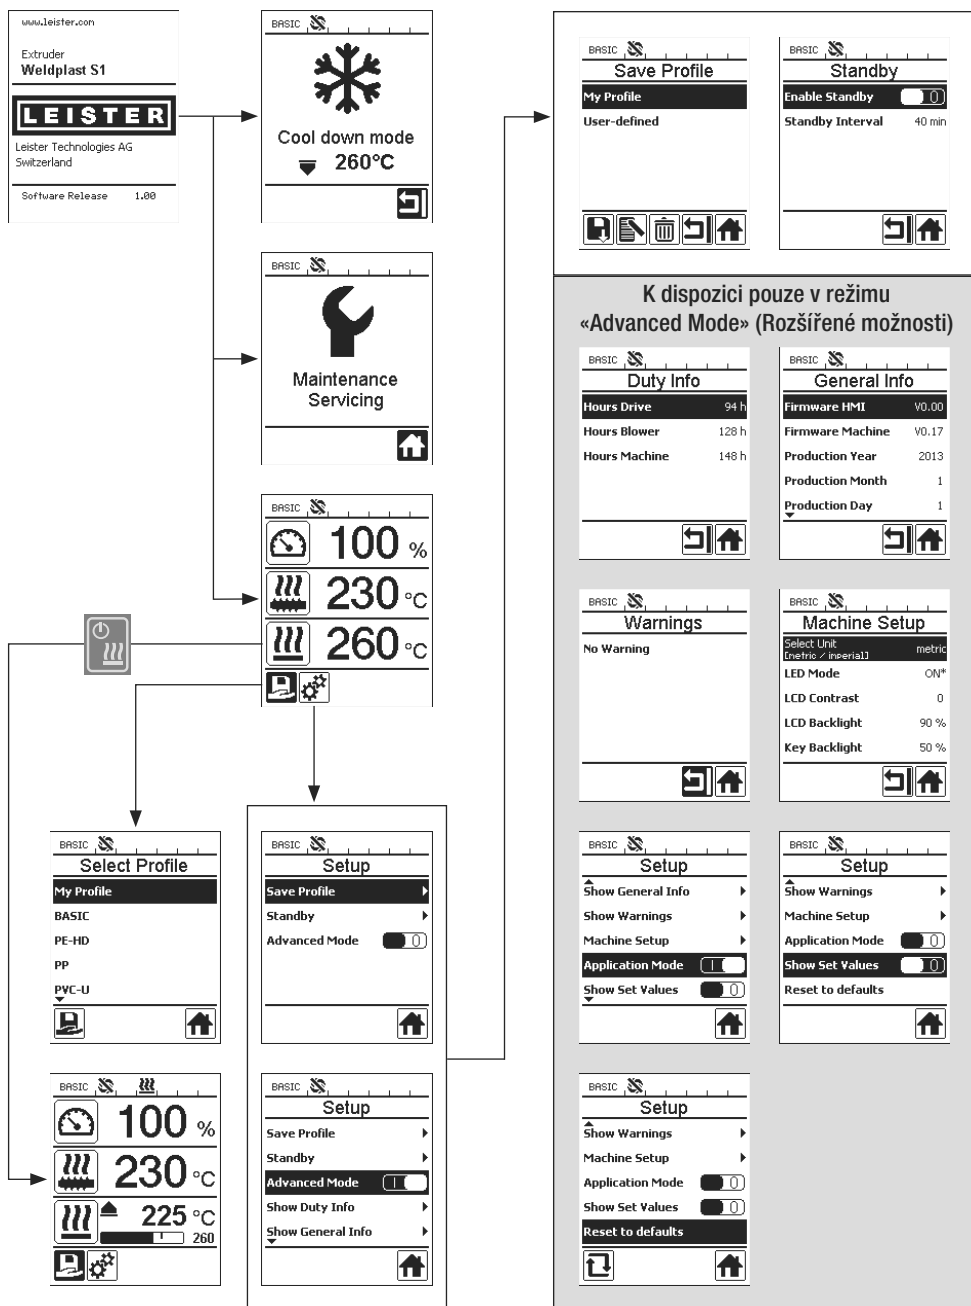 www.leister.com
Extruder
Weldplast S1
LEISTER
Leister Technologies AG
Switzerland
Software Release 1.00
BASIC
Cool down mode
260°C
BASIC
Maintenance
Servicing
BASIC
100 %
230 °C
260 °C
BASIC
Select Profile
My Profile
BASIC
PE-HD
PP
PVC-U
BASIC
100 %
230 °C
225 °C
260
BASIC
Setup
Save Profile
Standby
Advanced Mode 0
BASIC
Setup
Save Profile
Standby
Advanced Mode I
Show Duty Info
Show General Info
BASIC
Save Profile
My Profile
User-defined
BASIC
Standby
Enable Standby 0
Standby Interval 40 min
K dispozici pouze v režimu
«Advanced Mode» (Rozšířené možnosti)
BASIC
Duty Info
Hours Drive 94 h
Hours Blower 128 h
Hours Machine 148 h
BASIC
General Info
Firmware HMI V0.00
Firmware Machine V0.17
Production Year 2013
Production Month 1
Production Day 1
BASIC
Warnings
No Warning
BASIC
Machine Setup
Select Unit
[metric / imperial] metric
LED Mode ON*
LCD Contrast 0
LCD Backlight 90 %
Key Backlight 50 %
BASIC
Setup
Show General Info
Show Warnings
Machine Setup
Application Mode I
Show Set Values 0
BASIC
Setup
Show Warnings
Machine Setup
Application Mode 0
Show Set Values 0
Reset to defaults
BASIC
Setup
Show Warnings
Machine Setup
Application Mode 0
Show Set Values 0
Reset to defaults